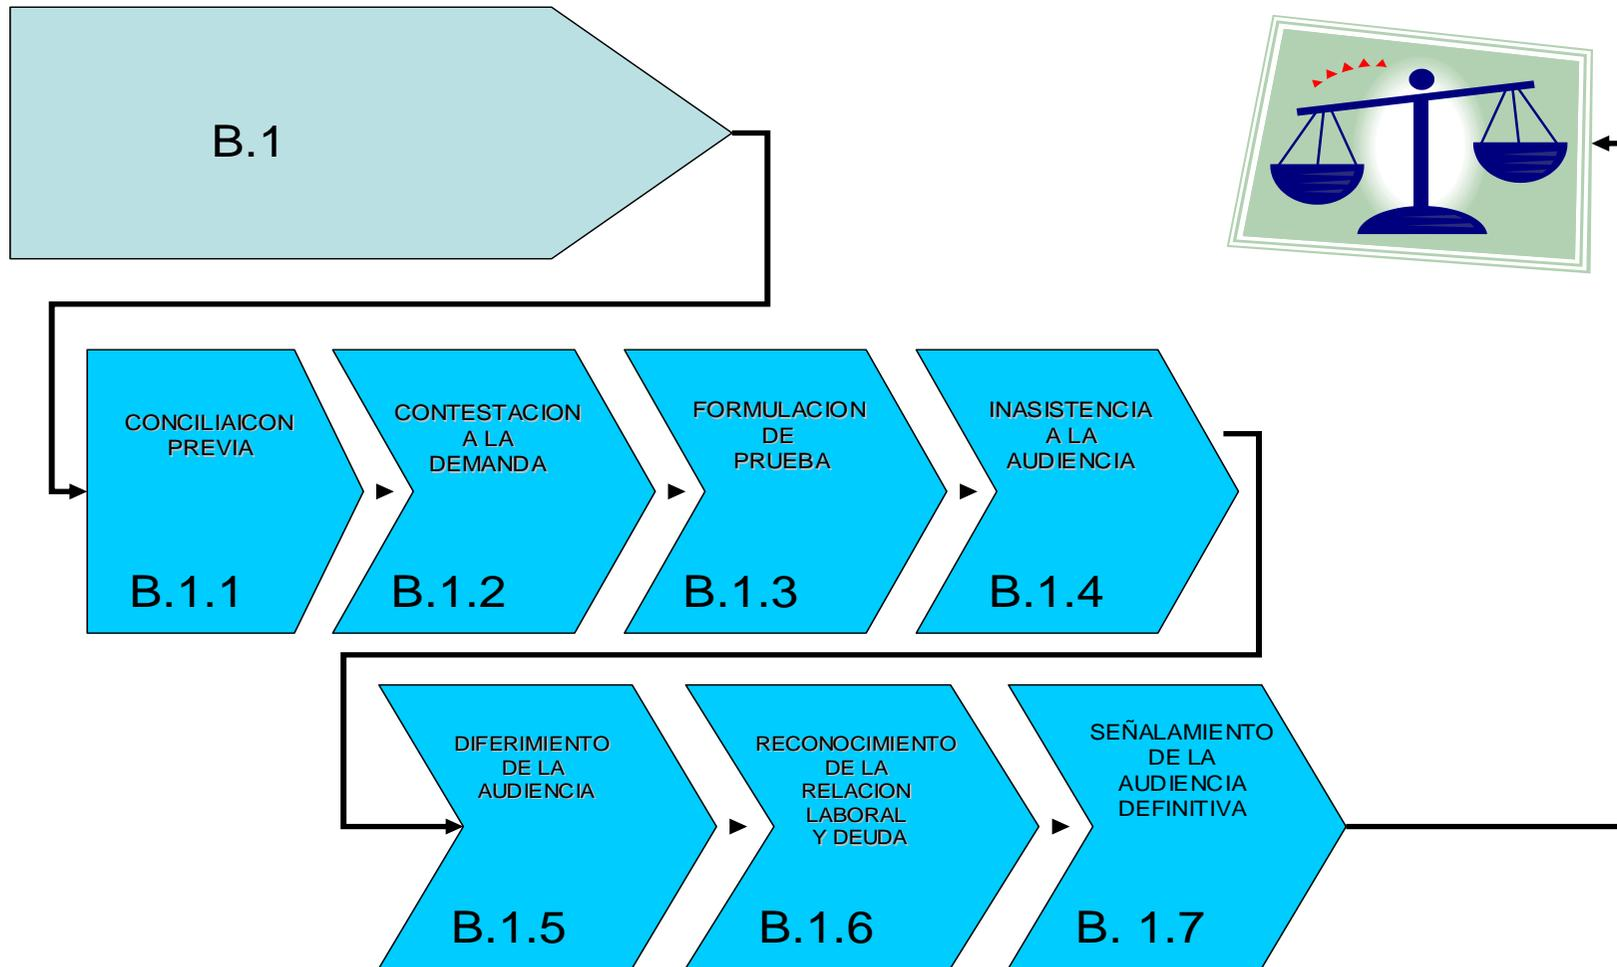 B.1
CONCILIAICON
PREVIA
B.1.1
CONTESTACION
A LA
DEMANDA
B.1.2
FORMULACION
DE
PRUEBA
B.1.3
INASISTENCIA
A LA
AUDIENCIA
B.1.4
DIFERIMIENTO
DE LA
AUDIENCIA
B.1.5
RECONOCIMIENTO
DE LA
RELACION
LABORAL
Y DEUDA
B.1.6
SEÑALAMIENTO
DE LA
AUDIENCIA
DEFINITIVA
B. 1.7